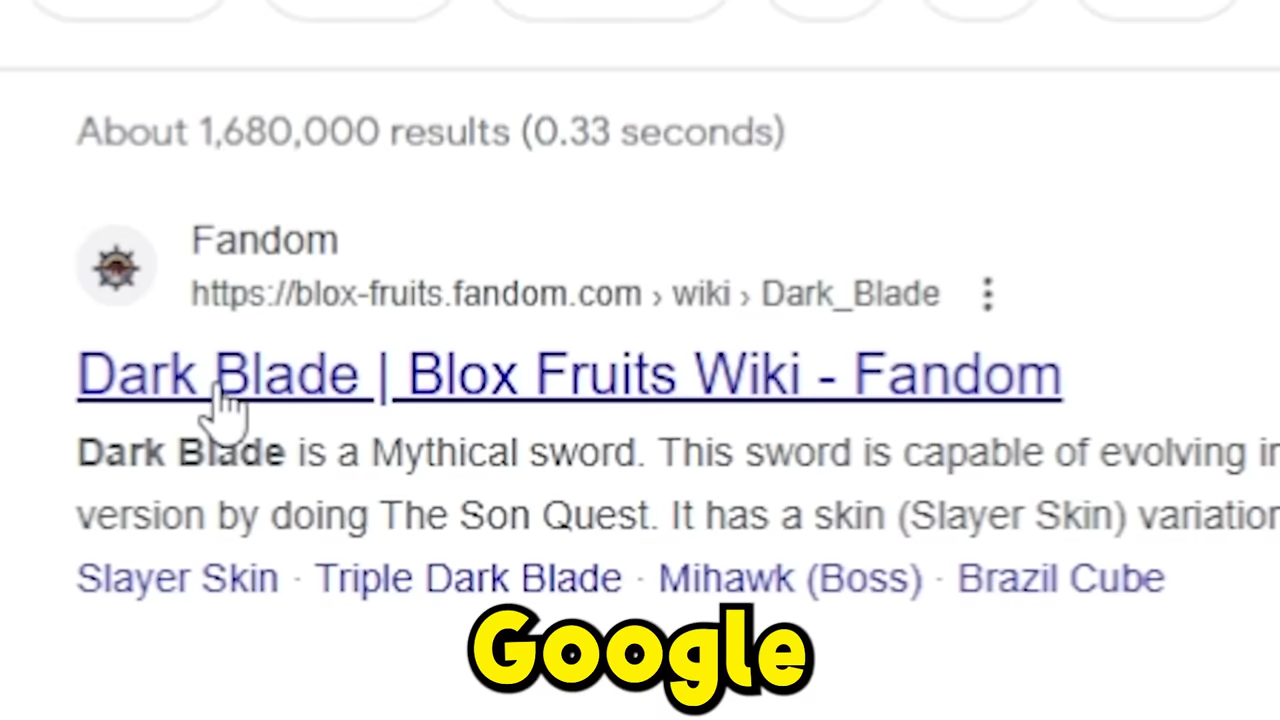 About 1,680,000 results (0.33 seconds)
Fandom
https://blox-fruits.fandom.com › wiki › Dark_Blade
Dark Blade | Blox Fruits Wiki - Fandom
Dark Blade is a Mythical sword. This sword is capable of evolving in
version by doing The Son Quest. It has a skin (Slayer Skin) variation
Slayer Skin · Triple Dark Blade · Mihawk (Boss) · Brazil Cube
Google